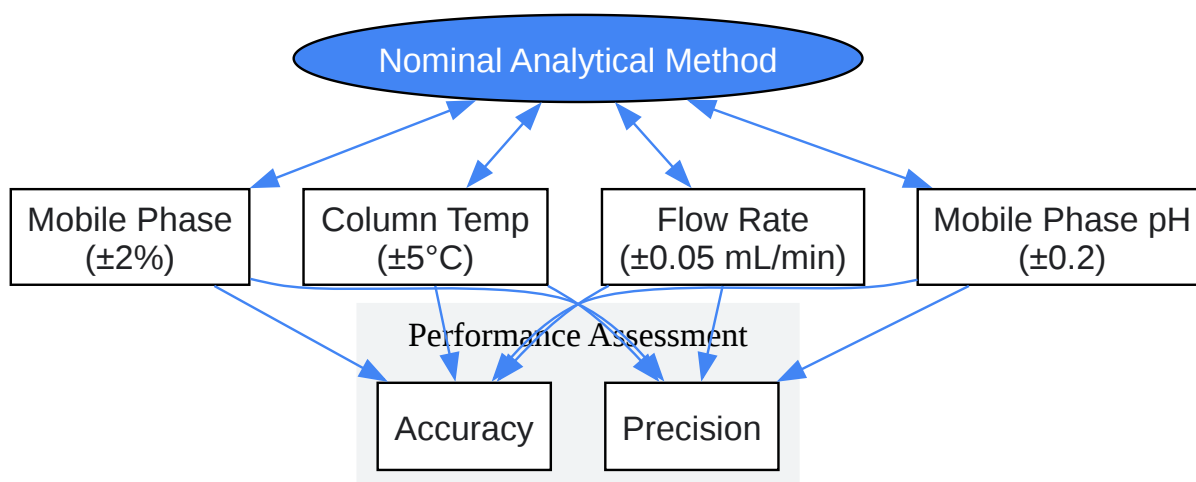 Nominal Analytical Method
Mobile Phase
(±2%)
Column Temp
(±5°C)
Flow Rate
(±0.05 mL/min)
Mobile Phase pH
(±0.2)
Performance Assessment
Accuracy
Precision